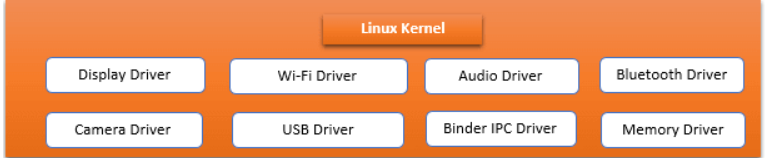 Linux Kernel
Display Driver
Wi-Fi Driver
Audio Driver
Bluetooth Driver
Camera Driver
USB Driver
Binder IPC Driver
Memory Driver